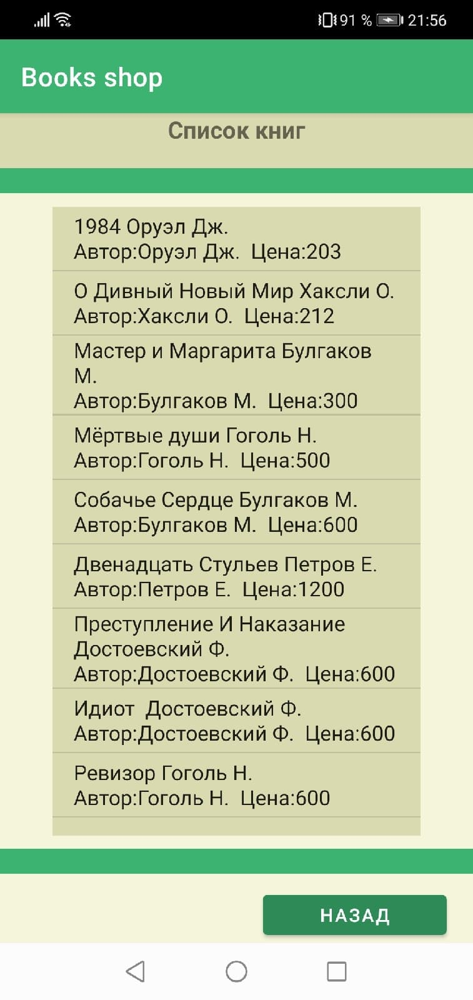 91 % 21:56
Books shop
Список книг
1984 Оруэл Дж.
Автор:Оруэл Дж.  Цена:203
О Дивный Новый Мир Хаксли О.
Автор:Хаксли О.  Цена:212
Мастер и Маргарита Булгаков
М.
Автор:Булгаков М.  Цена:300
Мёртвые души Гоголь Н.
Автор:Гоголь Н.  Цена:500
Собачье Сердце Булгаков М.
Автор:Булгаков М.  Цена:600
Двенадцать Стульев Петров Е.
Автор:Петров Е.  Цена:1200
Преступление И Наказание
Достоевский Ф.
Автор:Достоевский Ф.  Цена:600
Идиот  Достоевский Ф.
Автор:Достоевский Ф.  Цена:600
Ревизор Гоголь Н.
Автор:Гоголь Н.  Цена:600
НАЗАД